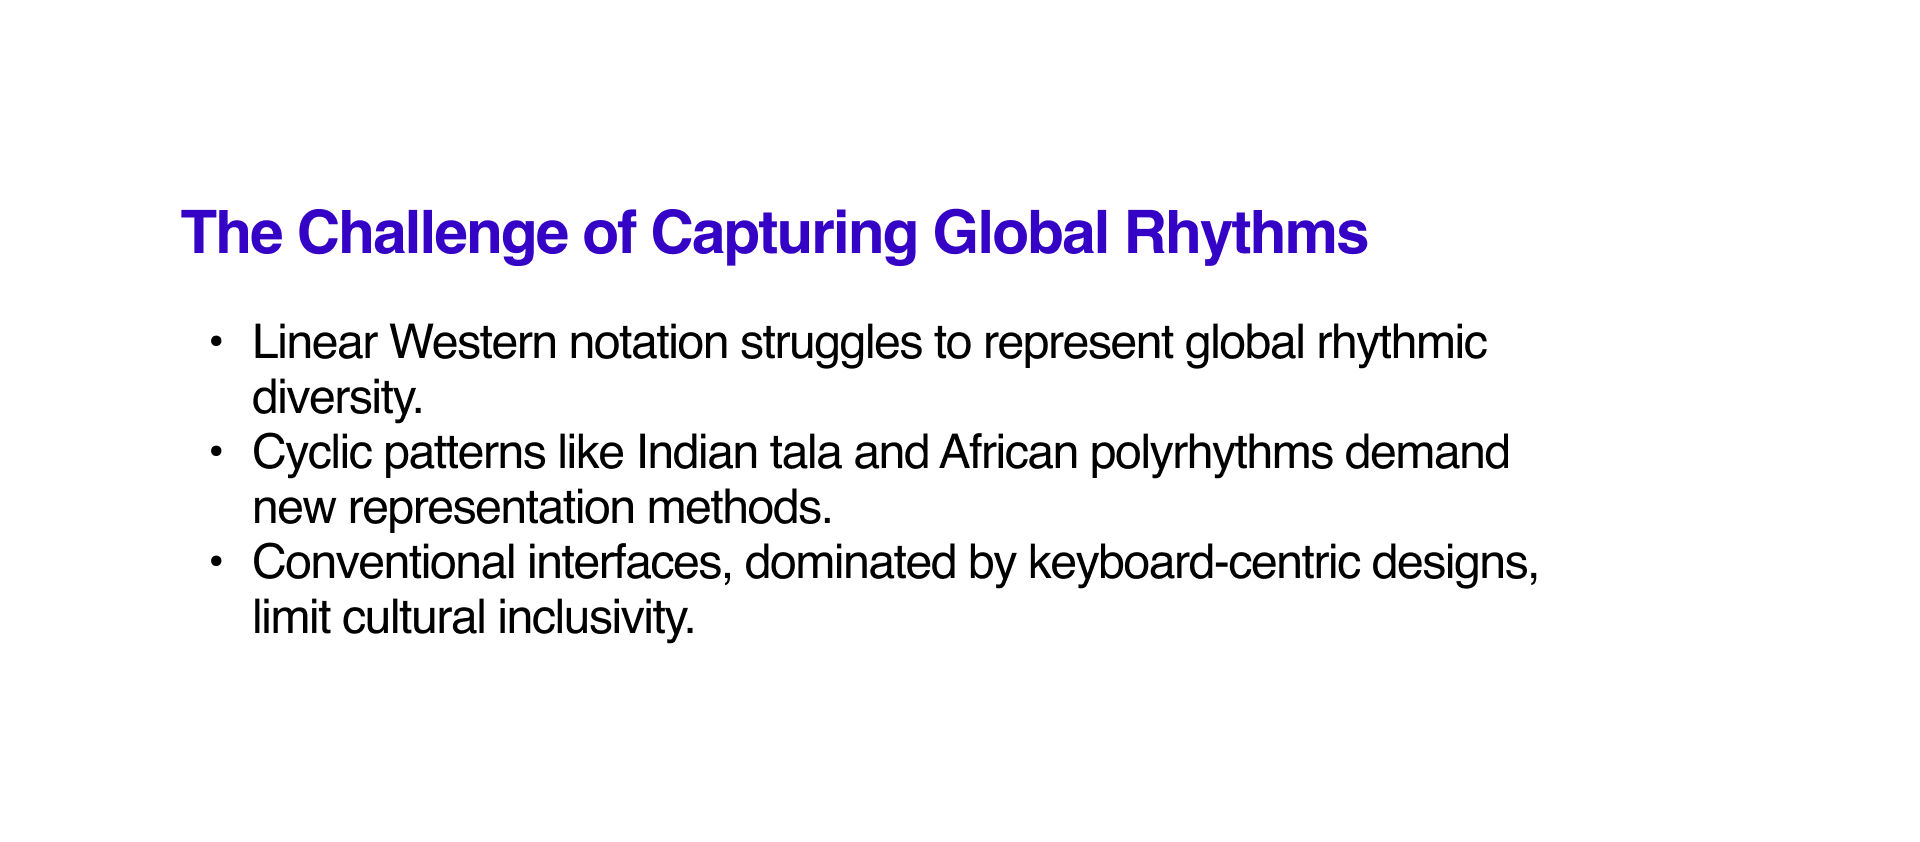 The Challenge of Capturing Global Rhythms
• Linear Western notation struggles to represent global rhythmic
diversity.
• Cyclic patterns like Indian tala and African polyrhythms demand
new representation methods.
• Conventional interfaces, dominated by keyboard-centric designs,
limit cultural inclusivity.